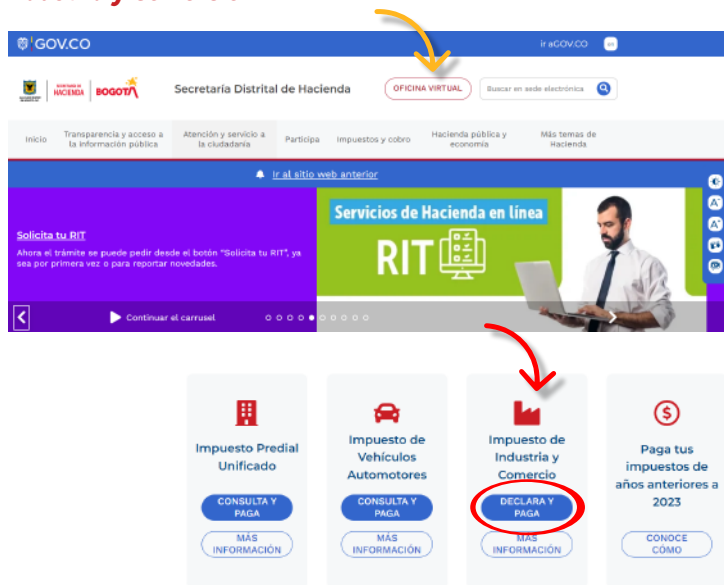 GOV.CO
ir aGOV.CO
HACIENDA
BOGOTÁ
Secretaría Distrital de Hacienda
OFICINA VIRTUAL
Buscar en sede electrónica
Inicio
Transparencia y acceso a
la información pública
Atención y servicio a
la ciudadanía
Participa
Impuestos y cobro
Hacienda pública y
economía
Más temas de
Hacienda
Ir al sitio web anterior
Solicita tu RIT
Ahora el trámite se puede pedir desde el botón "Solicita tu RIT", ya
sea por primera vez o para reportar
novedades.
Servicios de Hacienda en línea
RIT
Continuar el carrusel
Impuesto Predial
Unificado
CONSULTA Y
PAGA
MÁS
INFORMACIÓN
Impuesto de
Vehículos
Automotores
CONSULTA Y
PAGA
MÁS
INFORMACIÓN
Impuesto de
Industria y
Comercio
DECLARA Y
PAGA
MÁS
INFORMACIÓN
Paga tus
impuestos de
años anteriores a
2023
CONOCE
CÓMO